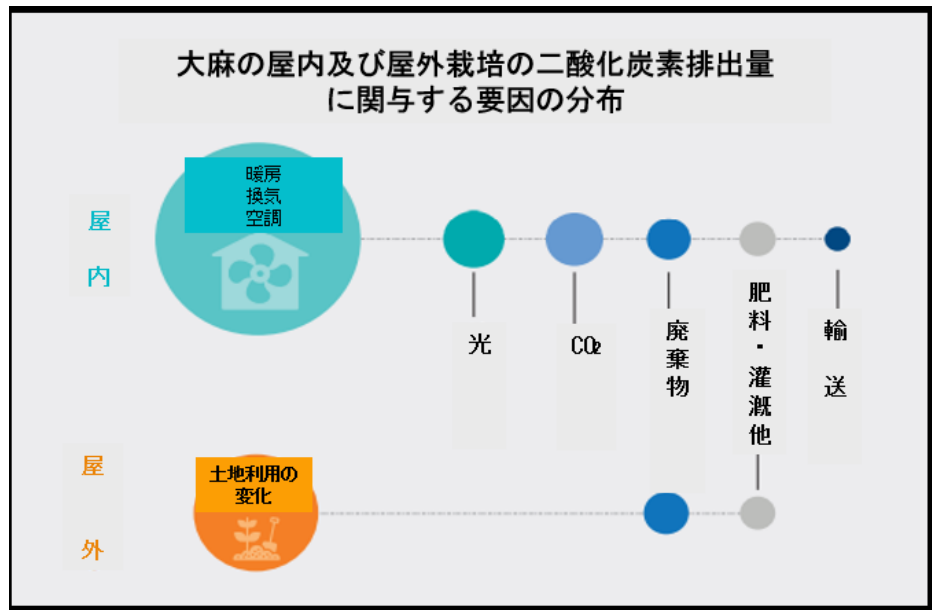 大麻の屋内及び屋外栽培の二酸化炭素排出量
に関与する要因の分布
屋内
暖房
換気
空調
光
CO₂
廃棄物
肥料・灌漑他
輸送
屋外
土地利用の
変化